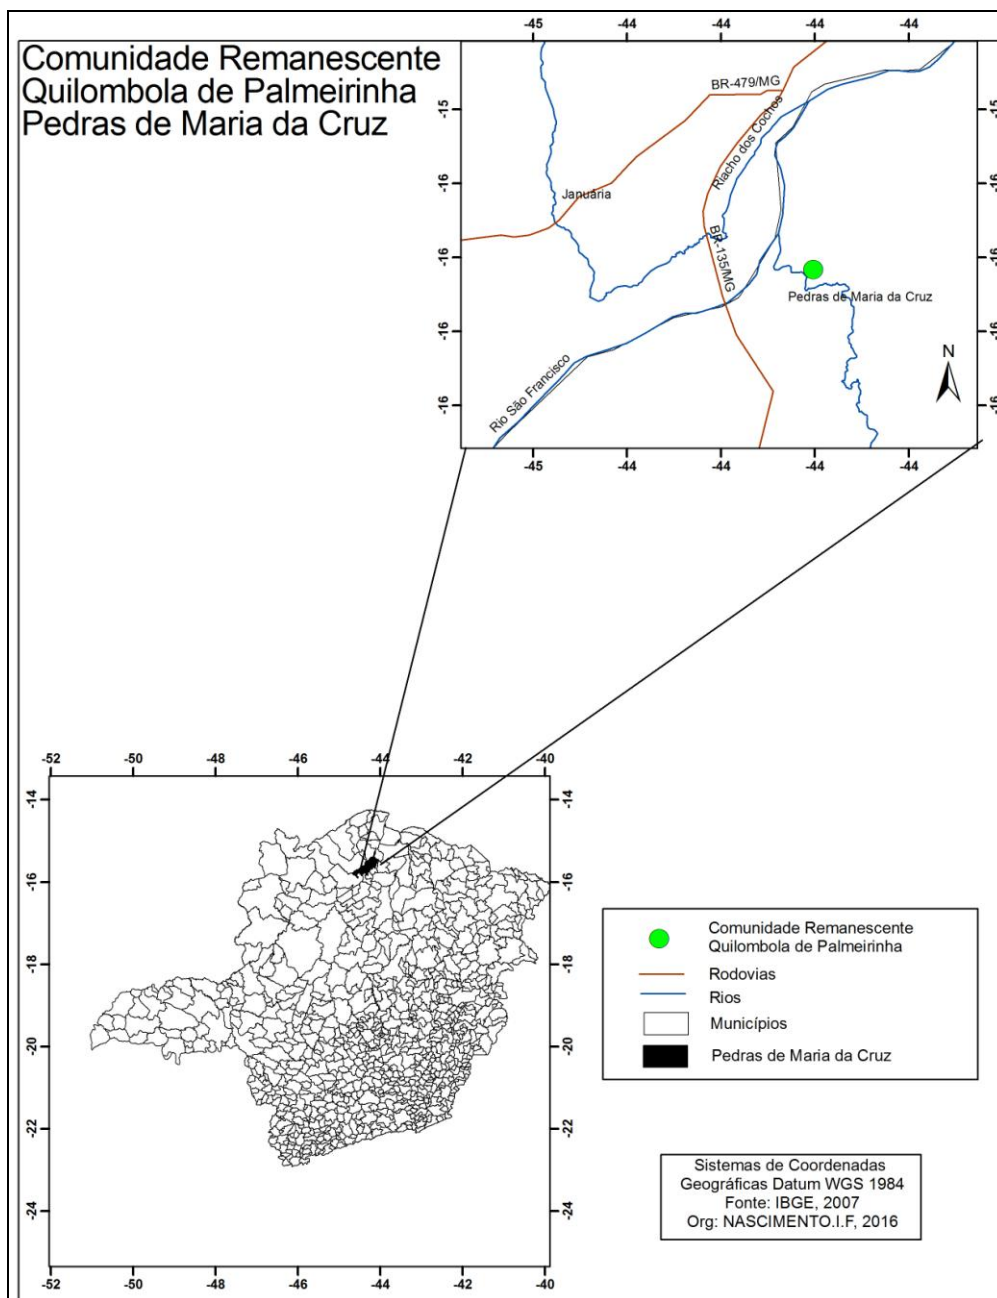 Comunidade Remanescente
Quilombola de Palmeirinha
Pedras de Maria da Cruz
-45 -44 -44 -44 -44
-15
-16
-16
-16
-16
-15
-16
-16
-16
-16
BR-479/MG
Riacho dos Cochos
Januária
BR-135/MG
Pedras de Maria da Cruz
Rio São Francisco
N
-45 -44 -44 -44 -44
-52 -50 -48 -46 -44 -42 -40
-14
-16
-18
-20
-22
-24
-14
-16
-18
-20
-22
-24
-52 -50 -48 -46 -44 -42 -40
Comunidade Remanescente
Quilombola de Palmeirinha
Rodovias
Rios
Municípios
Pedras de Maria da Cruz
Sistemas de Coordenadas
Geográficas Datum WGS 1984
Fonte: IBGE, 2007
Org: NASCIMENTO.I.F, 2016